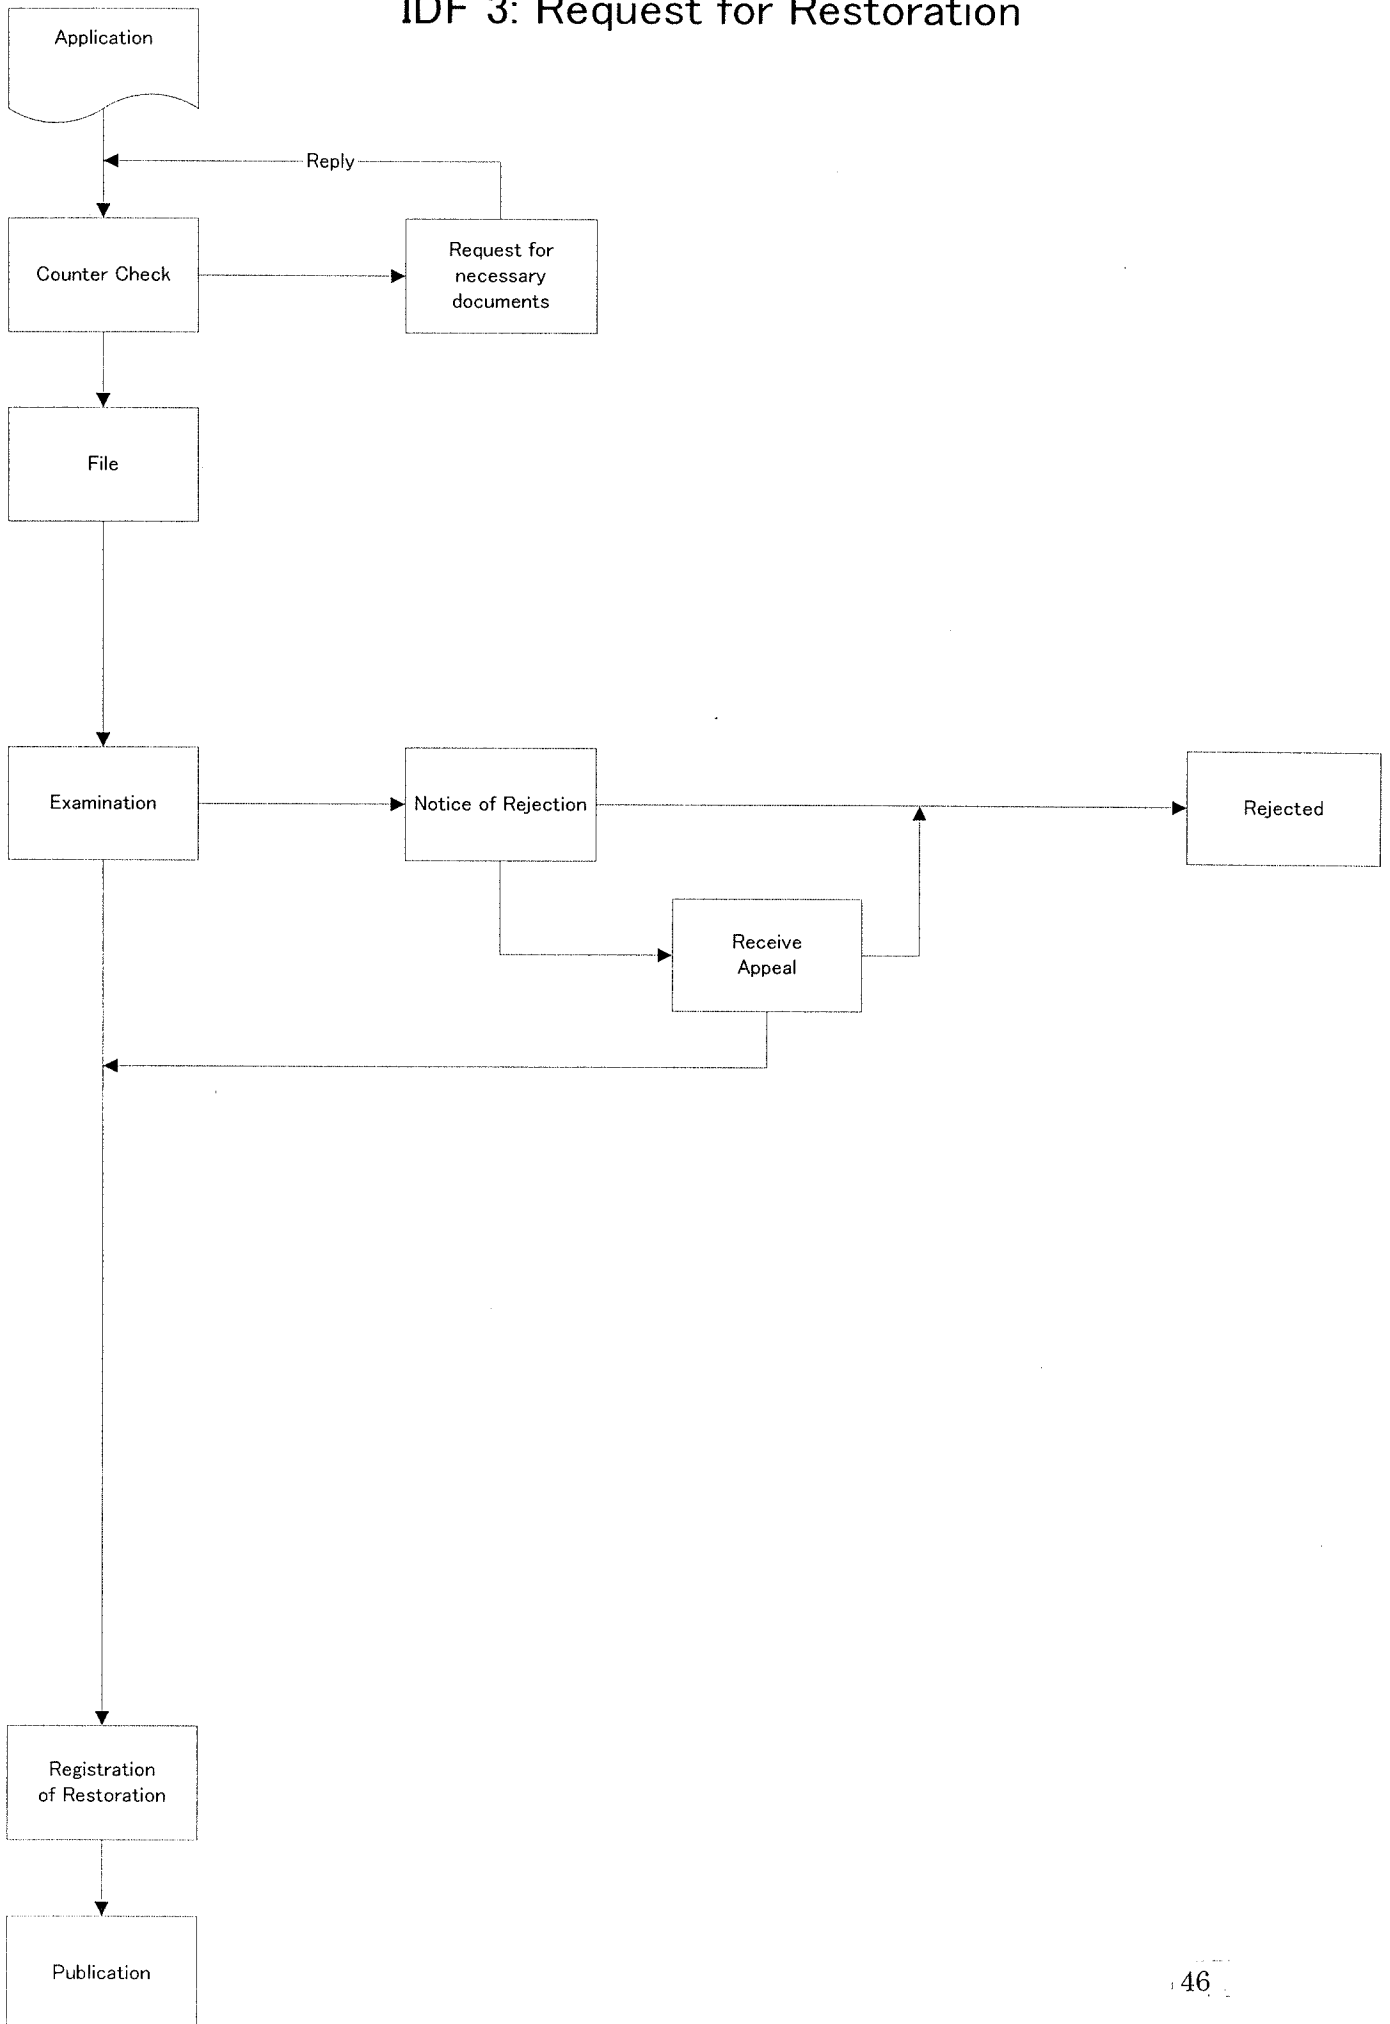 IDF 3: Request for Restoration
Application
Reply
Counter Check
Request for
necessary
documents
File
Examination
Notice of Rejection
Rejected
Receive
Appeal
Registration
of Restoration
Publication
46